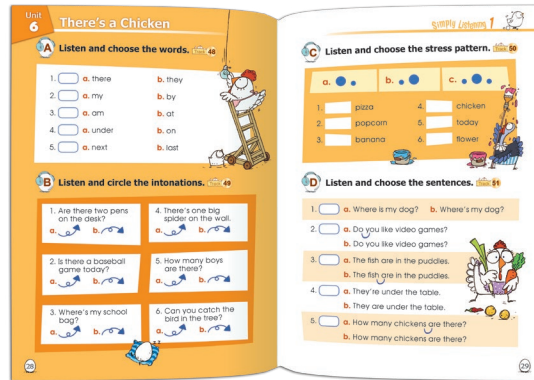 Unit
6
There's a Chicken
A Listen and choose the words. Track 48
1. a. there b. they
2. a. my b. by
3. a. am b. at
4. a. under b. on
5. a. next b. last
B Listen and circle the intonations. Track 49
1. Are there two pens
on the desk?
a. b.
2. Is there a baseball
game today?
a. b.
3. Where's my school
bag?
a. b.
4. There's one big
spider on the wall.
a. b.
5. How many boys
are there?
a. b.
6. Can you catch the
bird in the tree?
a. b.
28
Simply Listening 1
C Listen and choose the stress pattern. Track 50
a. b. c.
1. pizza
2. popcorn
3. banana
4. chicken
5. today
6. flower
D Listen and choose the sentences. Track 51
1. a. Where is my dog? b. Where's my dog?
2. a. Do you like video games?
b. Do you like video games?
3. a. The fish are in the puddles.
b. The fish are in the puddles.
4. a. They're under the table.
b. They are under the table.
5. a. How many chickens are there?
b. How many chickens are there?
29